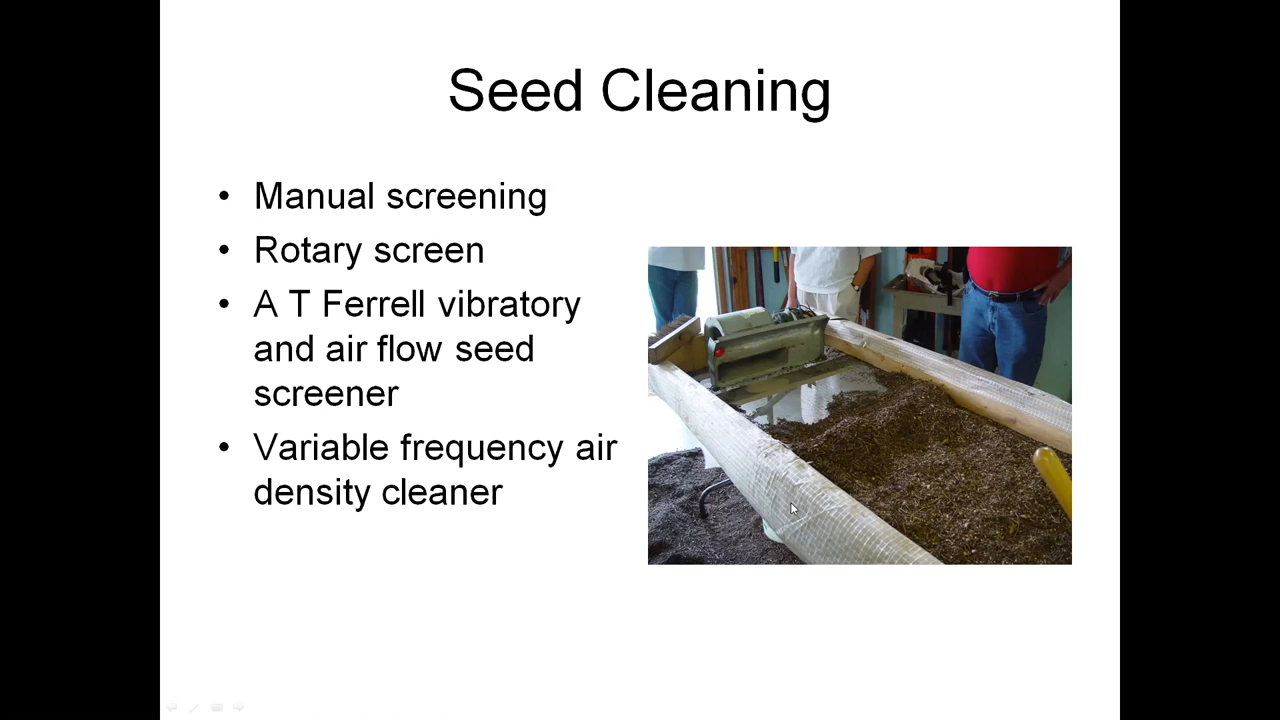 Seed Cleaning
• Manual screening
• Rotary screen
• A T Ferrell vibratory
and air flow seed
screener
• Variable frequency air
density cleaner